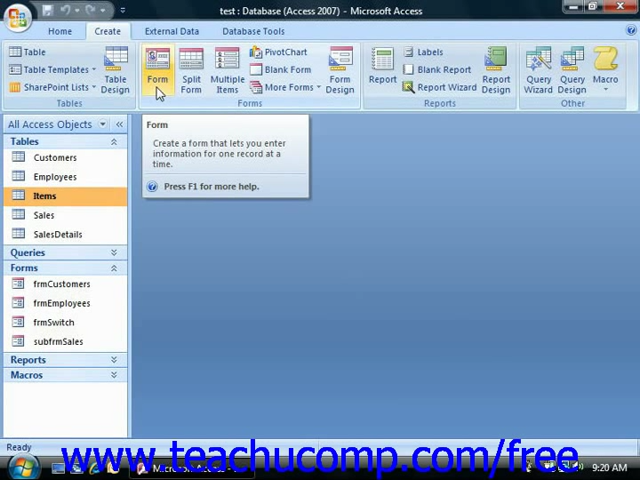 test : Database (Access 2007) - Microsoft Access
Home Create External Data Database Tools
Table
Table Templates
SharePoint Lists
Table Design
Tables
Form
Split Form
Multiple Items
PivotChart
Blank Form
More Forms
Form Design
Forms
Report
Labels
Blank Report
Report Wizard
Report Design
Reports
Query Wizard
Query Design
Macro
Other
All Access Objects
Tables
Customers
Employees
Items
Sales
SalesDetails
Queries
Forms
frmCustomers
frmEmployees
frmSwitch
subfrmSales
Reports
Macros
Form
Create a form that lets you enter
information for one record at a
time.
Press F1 for more help.
Ready
www.teachucomp.com/free
9:20 AM